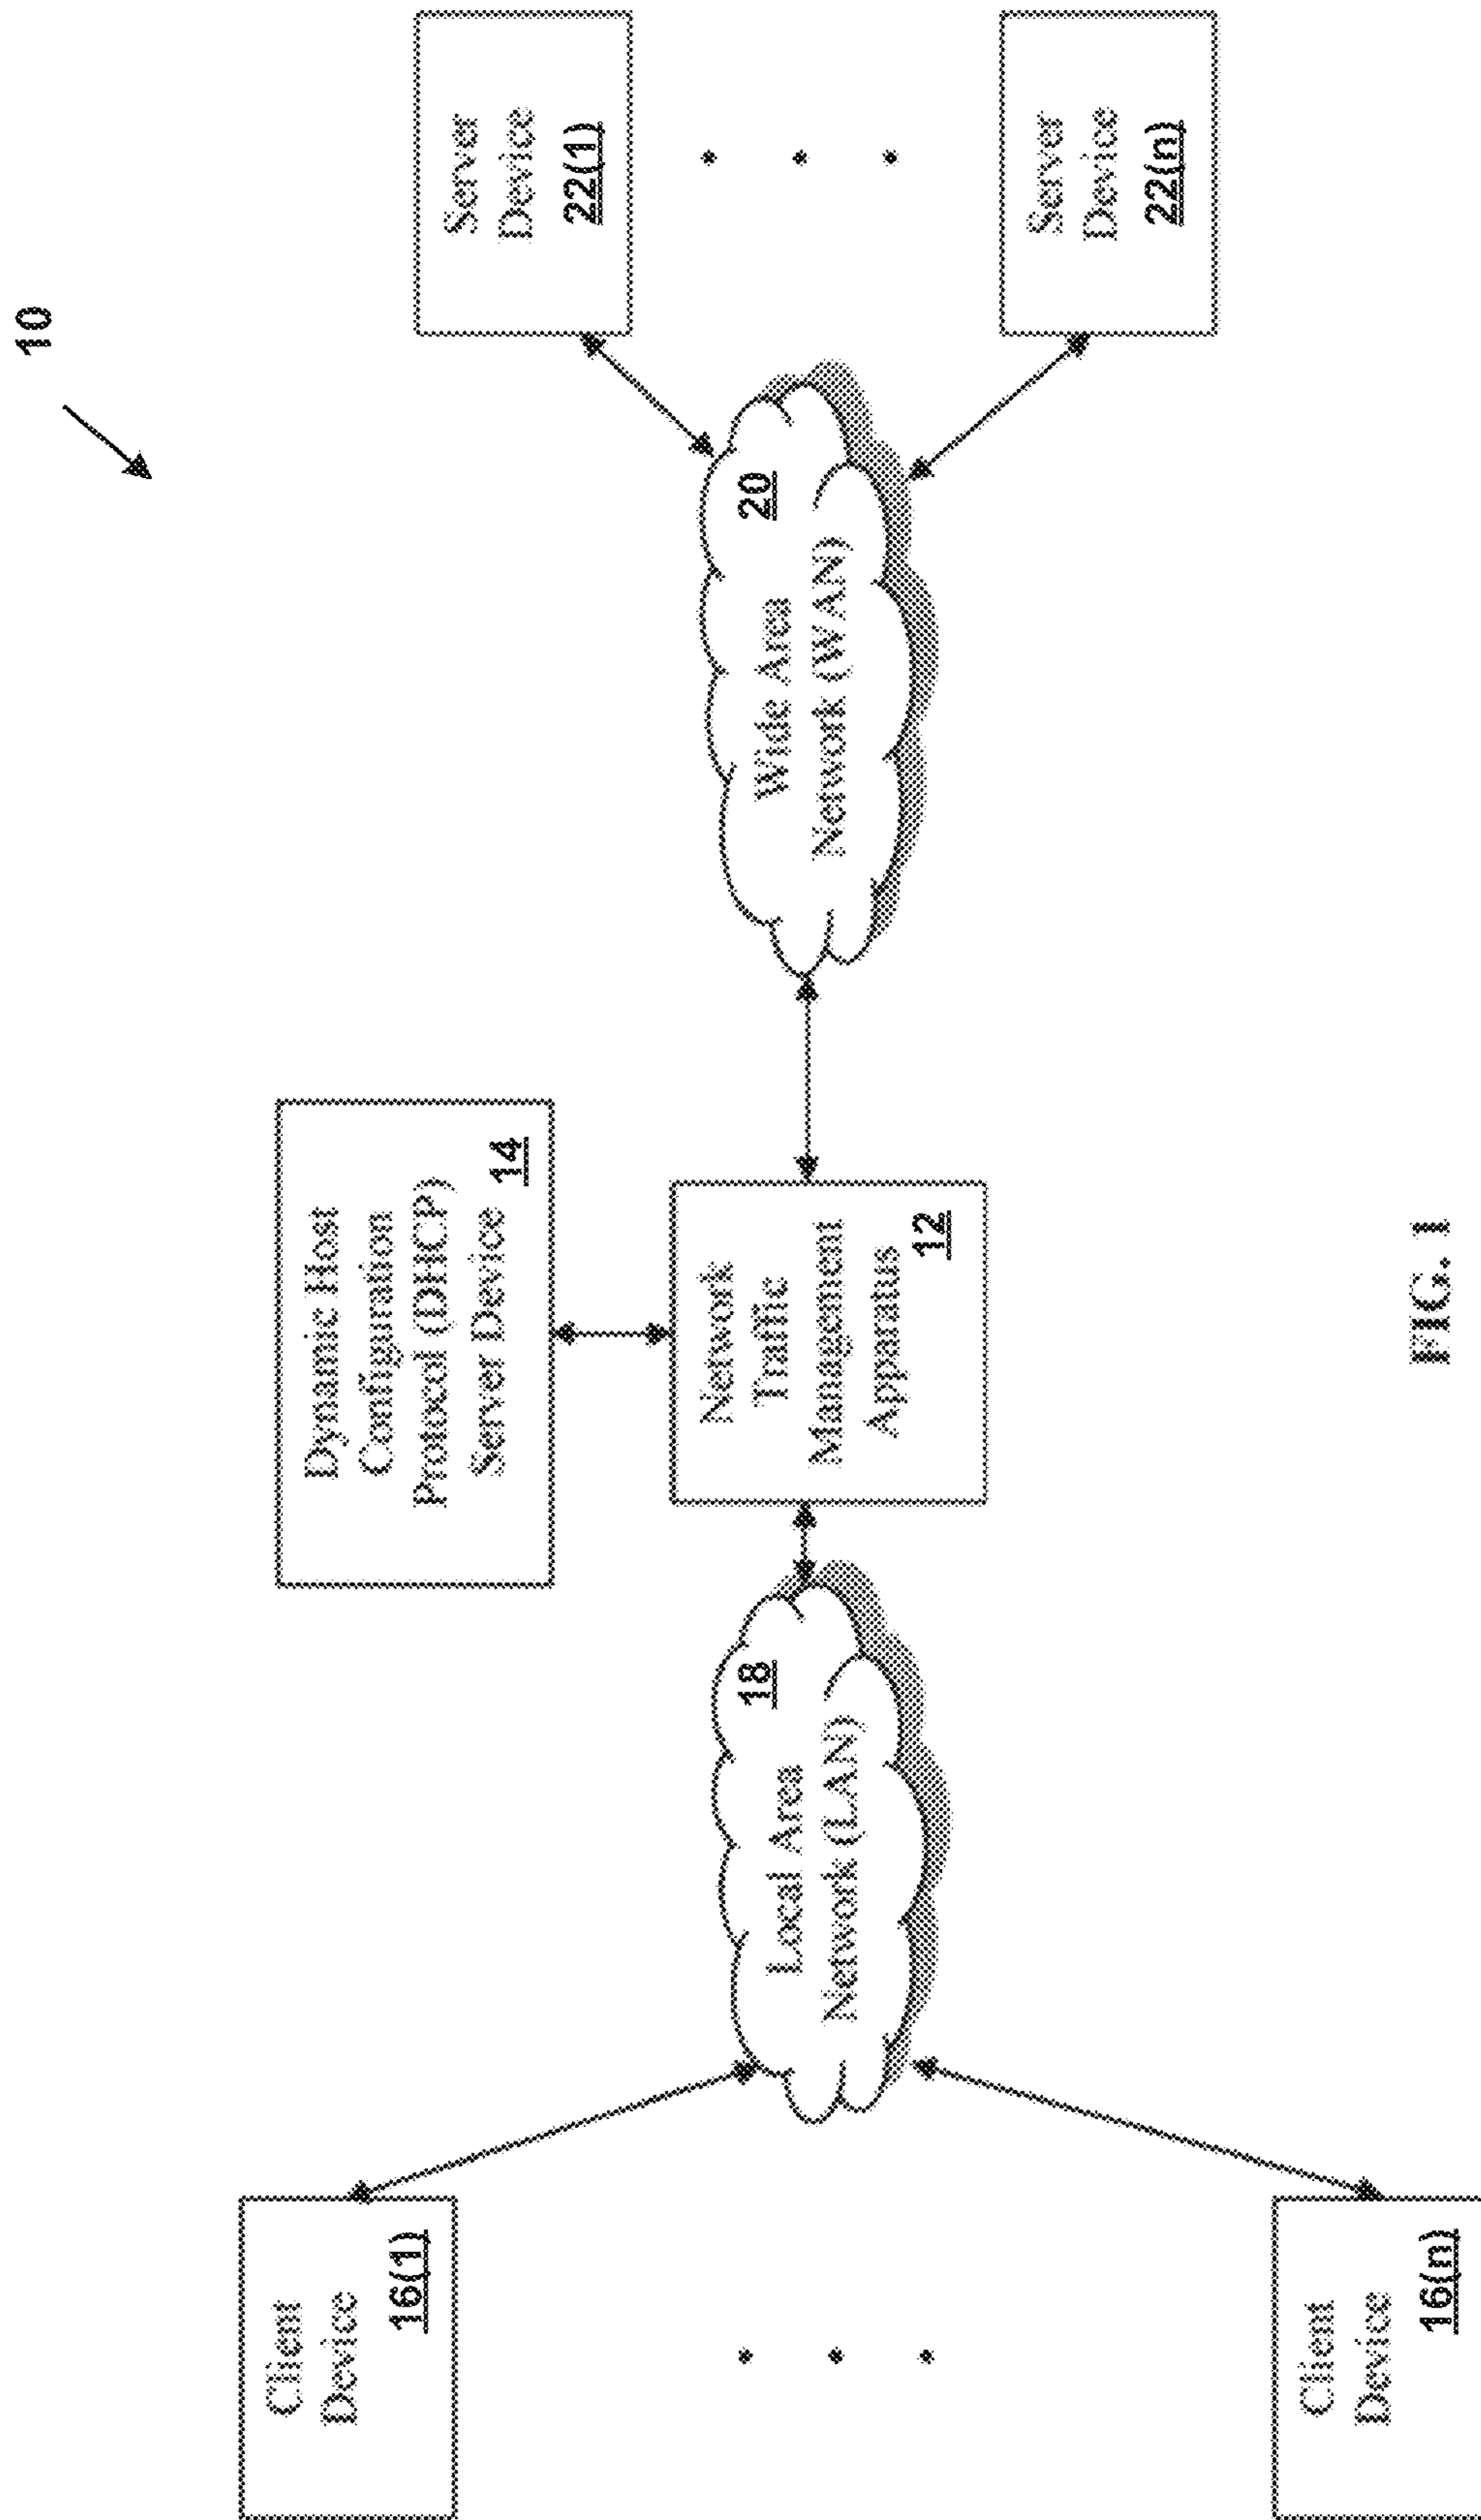 10
Client
Device
16(1)
Client
Device
16(n)
Local Area
Network (LAN)
18
Dynamic Host
Configuration
Protocol (DHCP)
Server Device
14
Network
Traffic
Management
Apparatus
12
Wide Area
Network (WAN)
20
Server
Device
22(1)
Server
Device
22(n)
FIG. 1